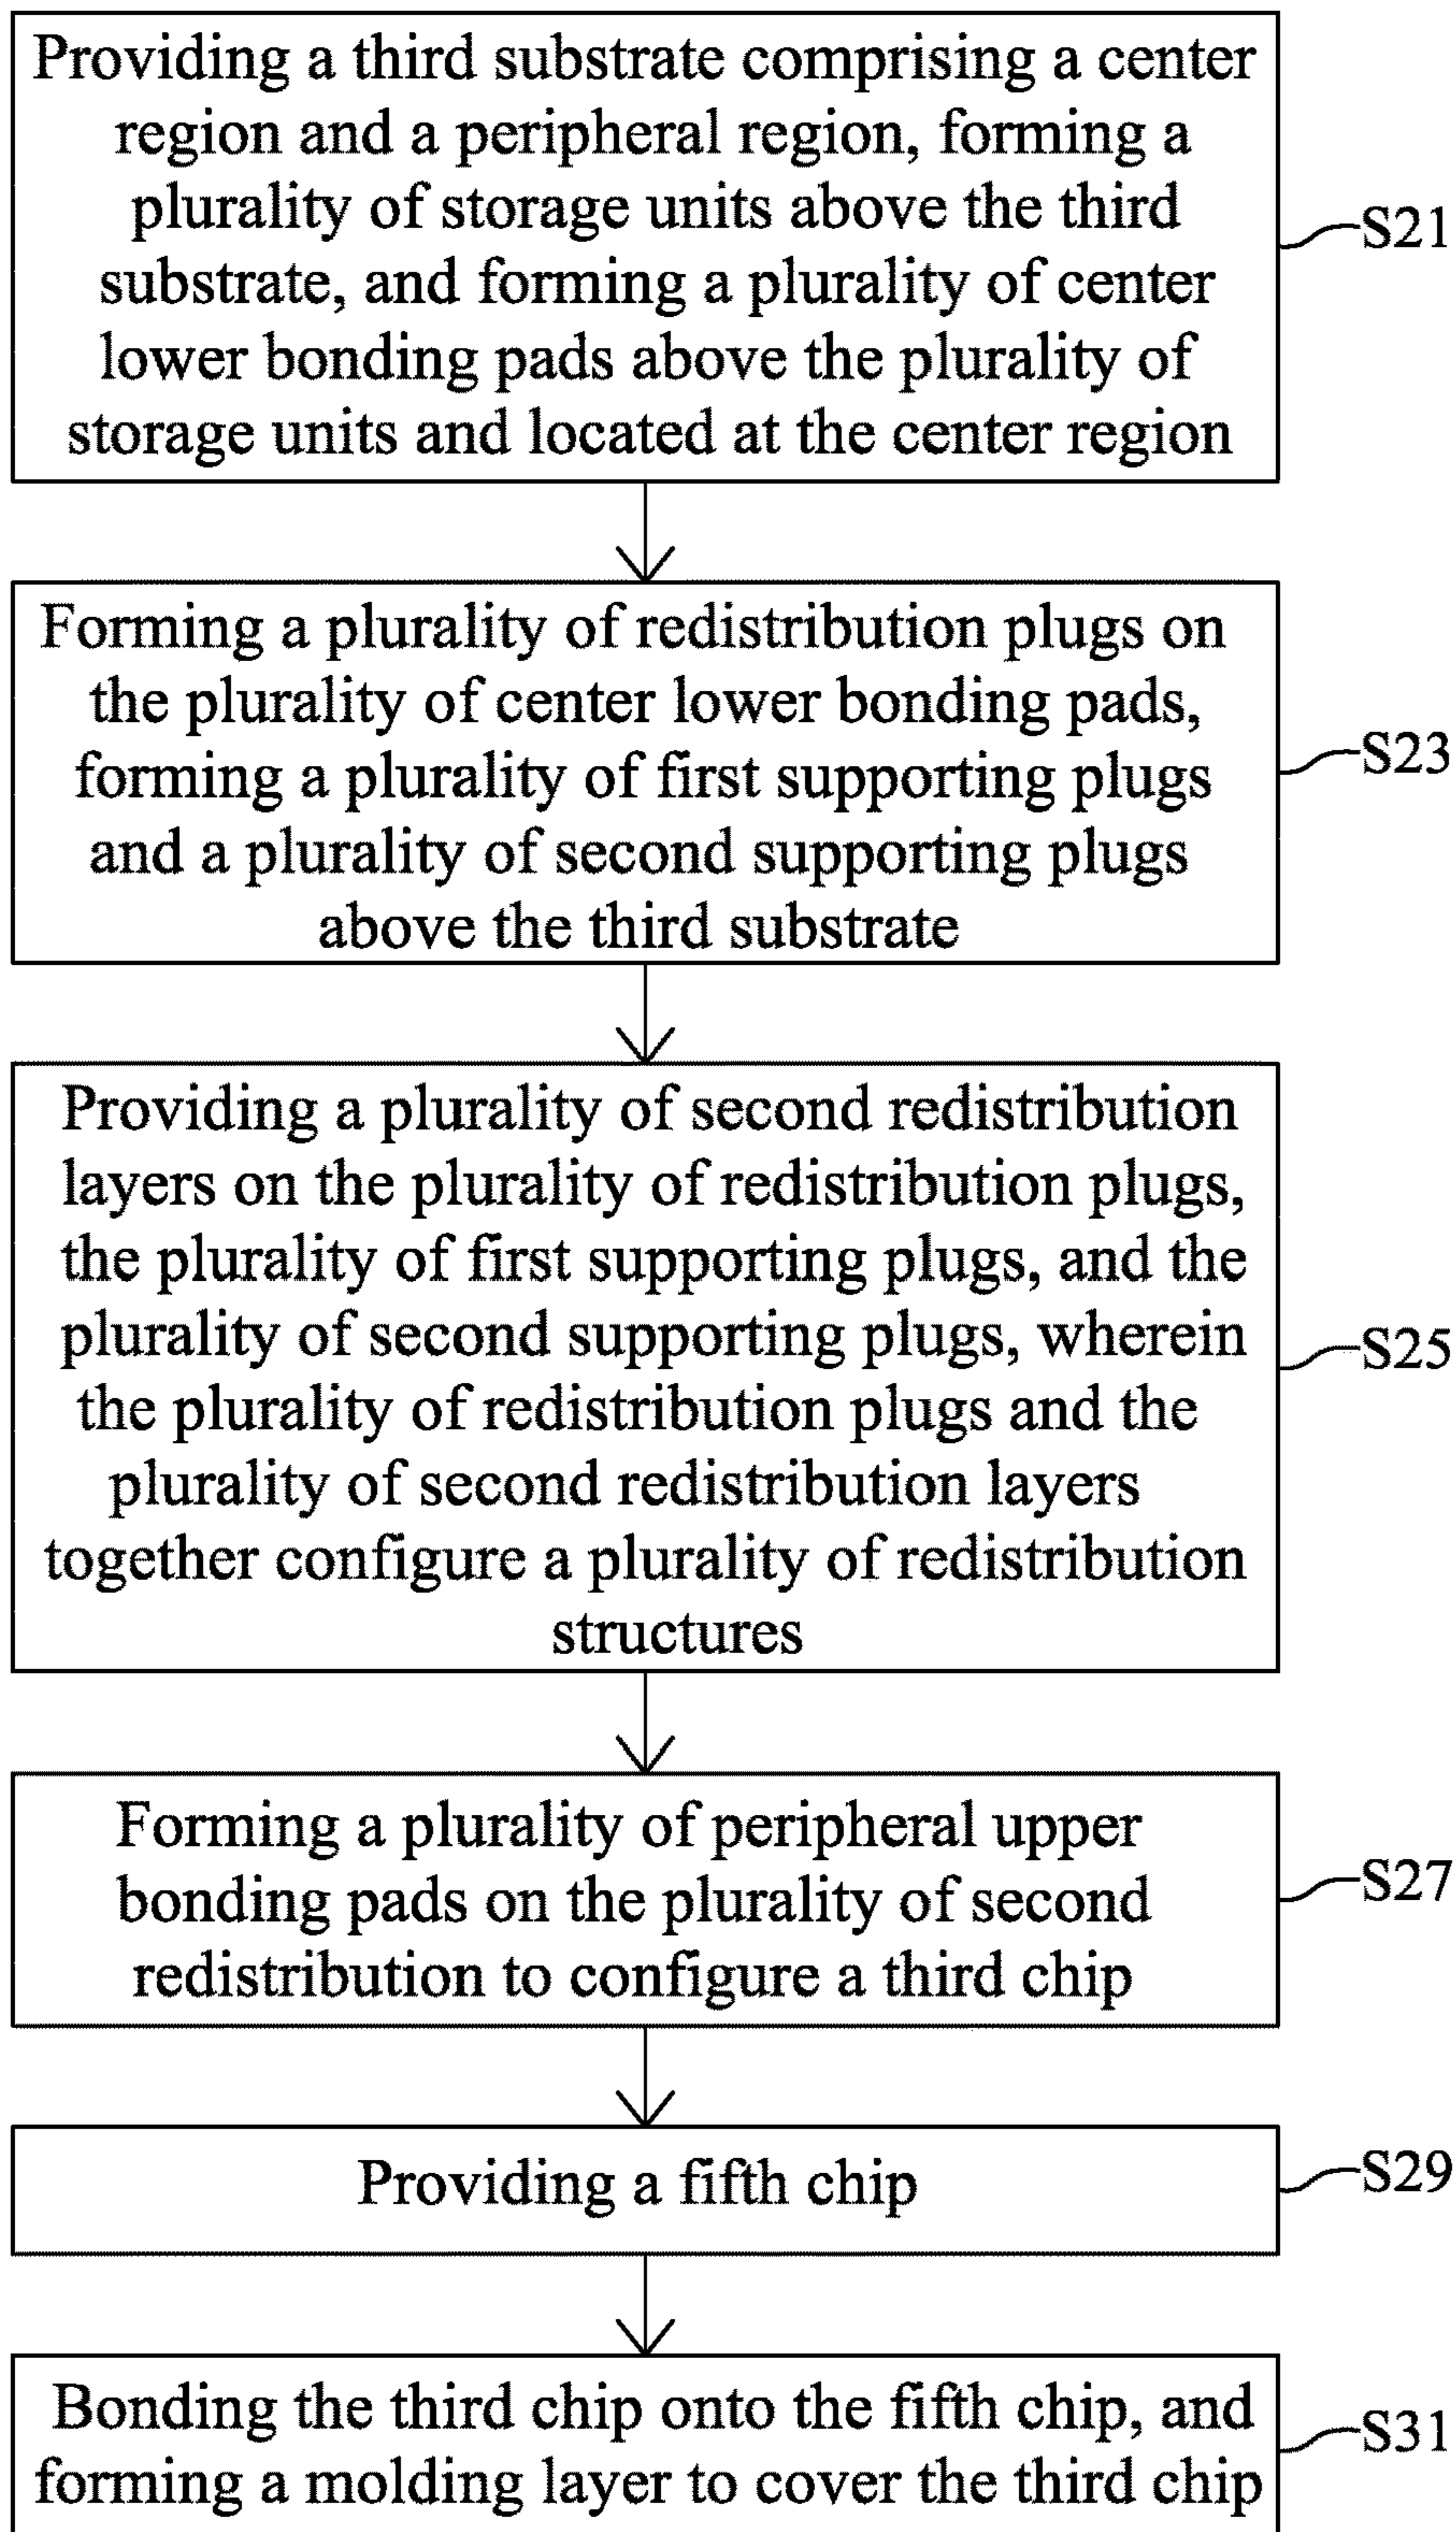 Providing a third substrate comprising a center
region and a peripheral region, forming a
plurality of storage units above the third
substrate, and forming a plurality of center
lower bonding pads above the plurality of
storage units and located at the center region
S21
Forming a plurality of redistribution plugs on
the plurality of center lower bonding pads,
forming a plurality of first supporting plugs
and a plurality of second supporting plugs
above the third substrate
S23
Providing a plurality of second redistribution
layers on the plurality of redistribution plugs,
the plurality of first supporting plugs, and the
plurality of second supporting plugs, wherein
the plurality of redistribution plugs and the
plurality of second redistribution layers
together configure a plurality of redistribution
structures
S25
Forming a plurality of peripheral upper
bonding pads on the plurality of second
redistribution to configure a third chip
S27
Providing a fifth chip
S29
Bonding the third chip onto the fifth chip, and
forming a molding layer to cover the third chip
S31